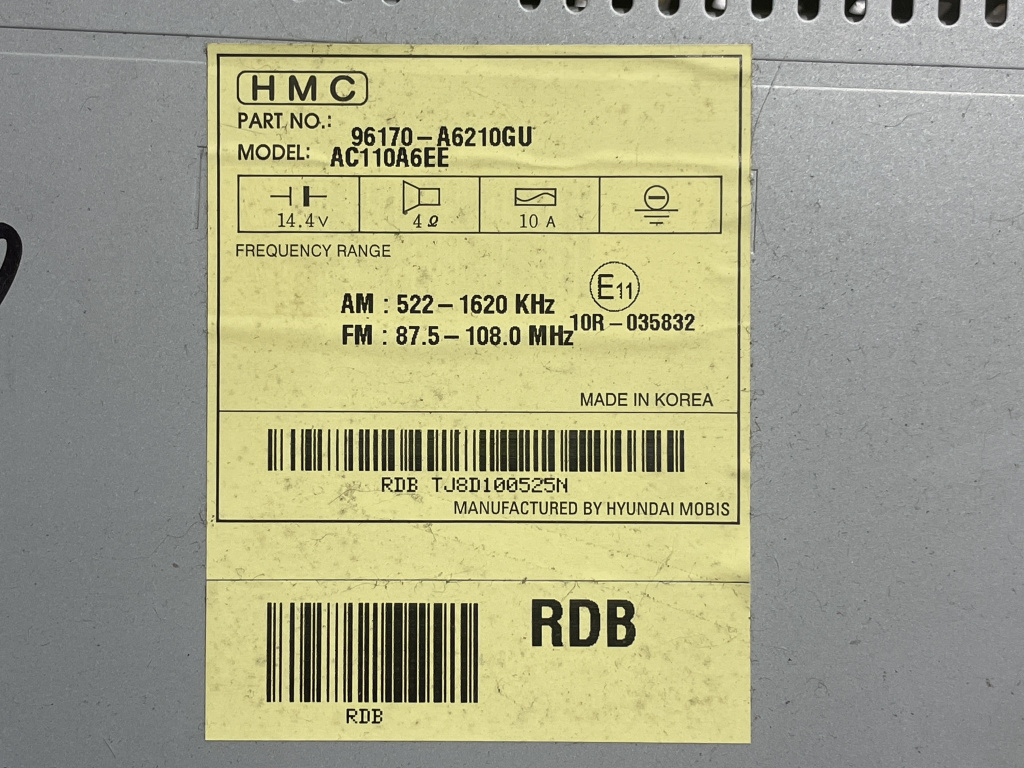 HMC
PART NO.: 96170-A6210GU
MODEL: AC110A6EE
14.4V 4Ω 10 A
FREQUENCY RANGE
E11
AM : 522-1620 KHz
10R-035832
FM : 87.5-108.0 MHz
MADE IN KOREA
RDB TJ8D100525N
MANUFACTURED BY HYUNDAI MOBIS
RDB
RDB